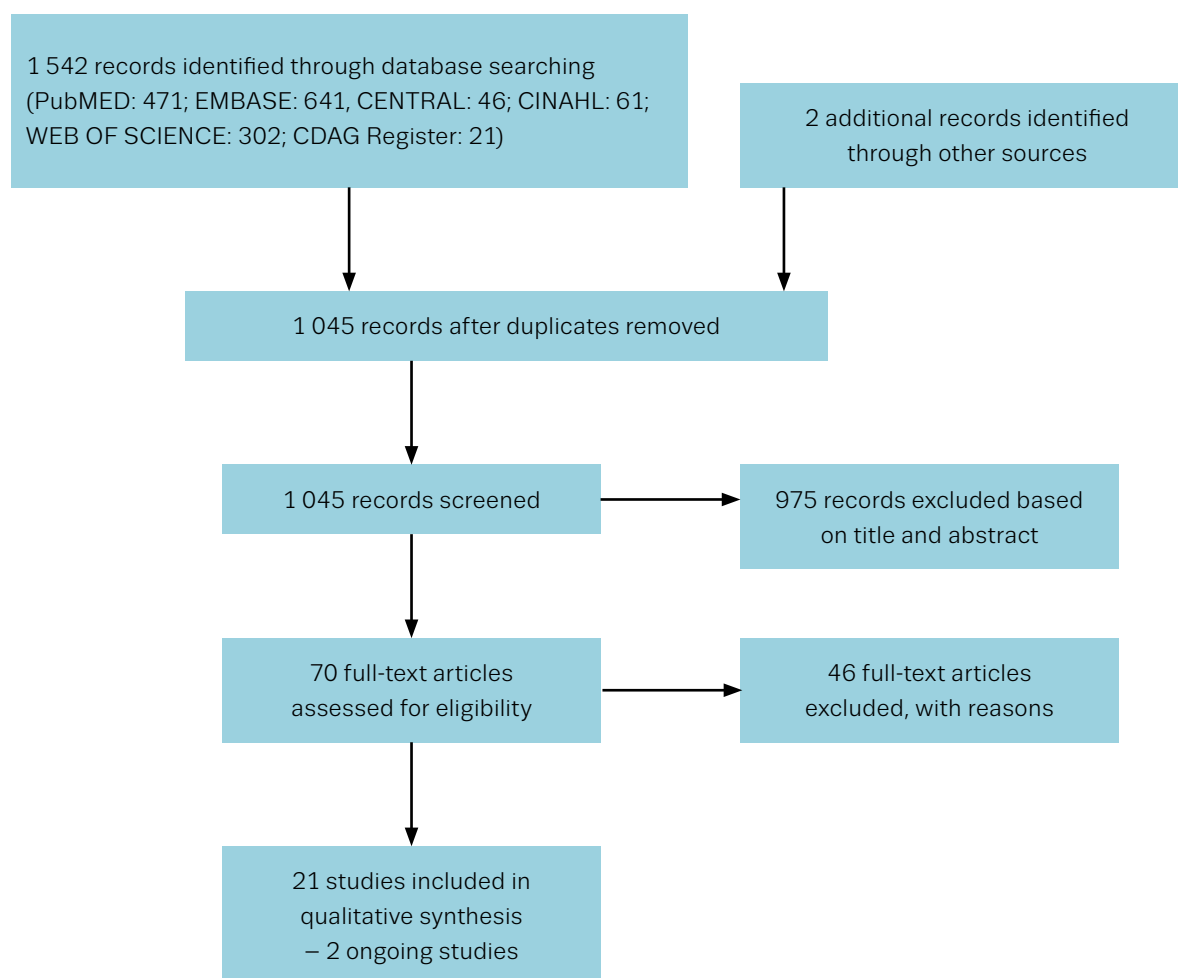 1 542 records identified through database searching
(PubMED: 471; EMBASE: 641, CENTRAL: 46; CINAHL: 61;
WEB OF SCIENCE: 302; CDAG Register: 21)
2 additional records identified
through other sources
1 045 records after duplicates removed
1 045 records screened
975 records excluded based
on title and abstract
70 full-text articles
assessed for eligibility
46 full-text articles
excluded, with reasons
21 studies included in
qualitative synthesis
– 2 ongoing studies